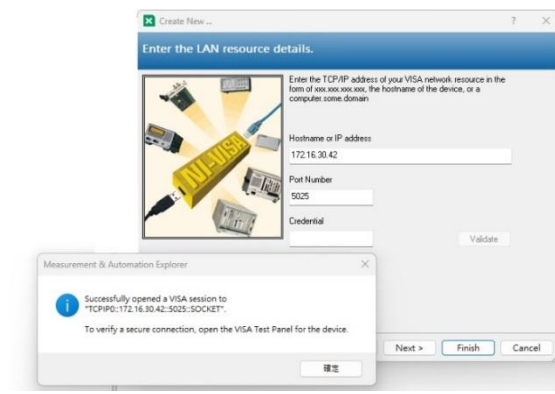 Create New ...
Enter the LAN resource details.
Enter the TCP/IP address of your VISA network resource in the
form of xxx.xxx.xxx.xxx, the hostname of the device, or a
computer.some.domain
NI-VISA
Hostname or IP address
172.16.30.42
Port Number
5025
Credential
Validate
Measurement & Automation Explorer
Successfully opened a VISA session to
"TCPIP0::172.16.30.42::5025::SOCKET".
To verify a secure connection, open the VISA Test Panel for the device.
確定
Next >
Finish
Cancel